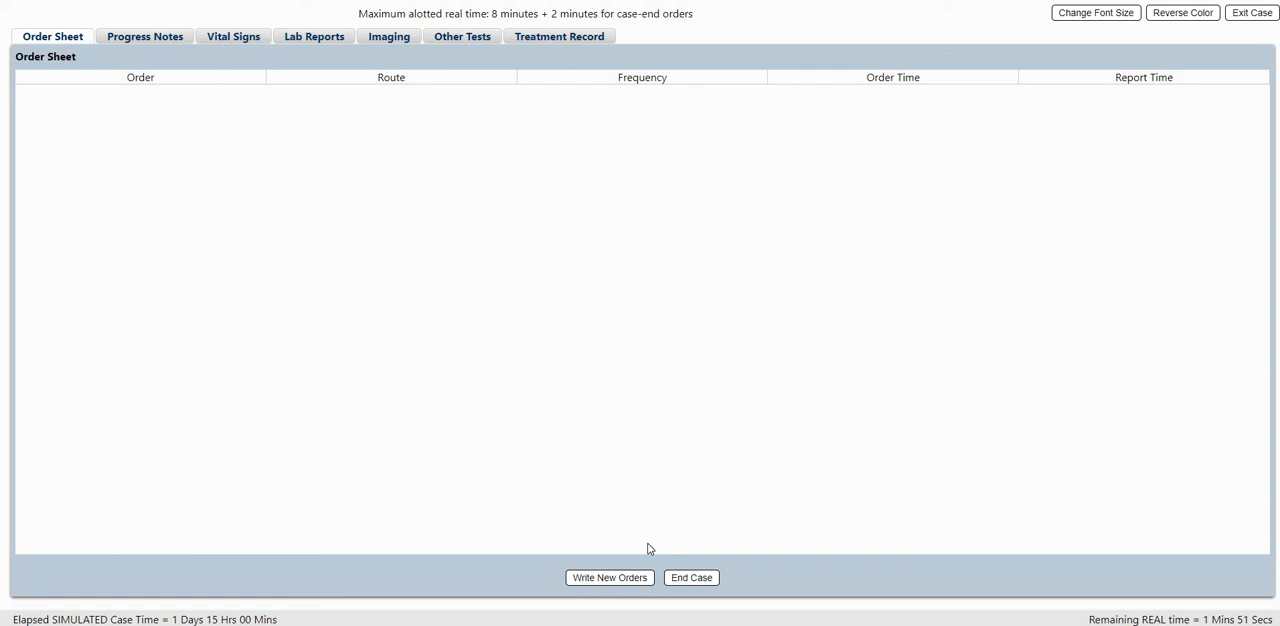 Maximum alotted real time: 8 minutes + 2 minutes for case-end orders
Change Font Size Reverse Color Exit Case
Order Sheet Progress Notes Vital Signs Lab Reports Imaging Other Tests Treatment Record
Order Sheet
Order Route Frequency Order Time Report Time
Write New Orders End Case
Elapsed SIMULATED Case Time = 1 Days 15 Hrs 00 Mins Remaining REAL time = 1 Mins 51 Secs